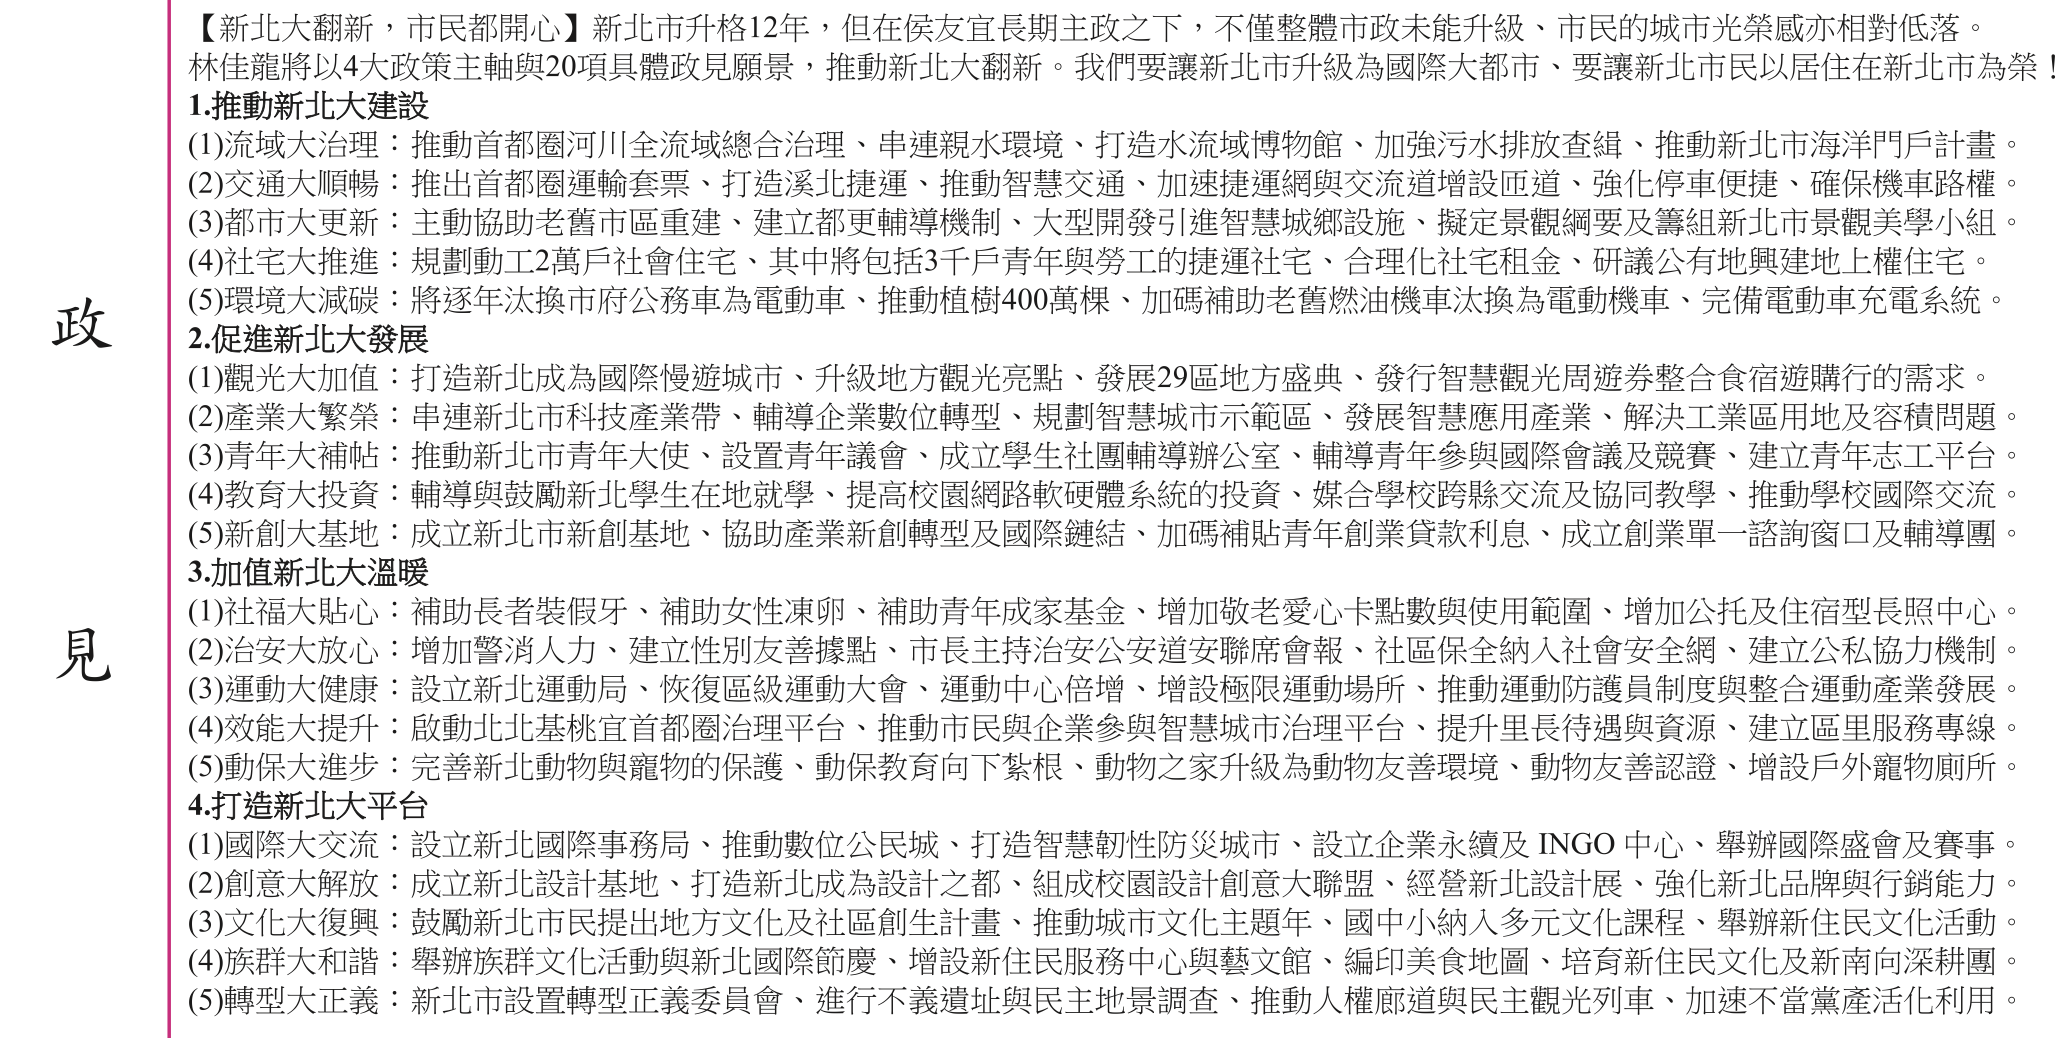 政
見
【新北大翻新，市民都開心】新北市升格12年，但在侯友宜長期主政之下，不僅整體市政未能升級、市民的城市光榮感亦相對低落。
林佳龍將以4大政策主軸與20項具體政見願景，推動新北大翻新。我們要讓新北市升級為國際大都市、要讓新北市民以居住在新北市為榮！
1.推動新北大建設
(1)流域大治理：推動首都圈河川全流域總合治理、串連親水環境、打造水流域博物館、加強污水排放查緝、推動新北市海洋門戶計畫。
(2)交通大順暢：推出首都圈運輸套票、打造溪北捷運、推動智慧交通、加速捷運網與交流道增設匝道、強化停車便捷、確保機車路權。
(3)都市大更新：主動協助老舊市區重建、建立都更輔導機制、大型開發引進智慧城鄉設施、擬定景觀綱要及籌組新北市景觀美學小組。
(4)社宅大推進：規劃動工2萬戶社會住宅、其中將包括3千戶青年與勞工的捷運社宅、合理化社宅租金、研議公有地興建地上權住宅。
(5)環境大減碳：將逐年汰換市府公務車為電動車、推動植樹400萬棵、加碼補助老舊燃油機車汰換為電動機車、完備電動車充電系統。
2.促進新北大發展
(1)觀光大加值：打造新北成為國際慢遊城市、升級地方觀光亮點、發展29區地方盛典、發行智慧觀光周遊券整合食宿遊購行的需求。
(2)產業大繁榮：串連新北市科技產業帶、輔導企業數位轉型、規劃智慧城市示範區、發展智慧應用產業、解決工業區用地及容積問題。
(3)青年大補帖：推動新北市青年大使、設置青年議會、成立學生社團輔導辦公室、輔導青年參與國際會議及競賽、建立青年志工平台。
(4)教育大投資：輔導與鼓勵新北學生在地就學、提高校園網路軟硬體系統的投資、媒合學校跨縣交流及協同教學、推動學校國際交流。
(5)新創大基地：成立新北市新創基地、協助產業新創轉型及國際鏈結、加碼補貼青年創業貸款利息、成立創業單一諮詢窗口及輔導團。
3.加值新北大溫暖
(1)社福大貼心：補助長者裝假牙、補助女性凍卵、補助青年成家基金、增加敬老愛心卡點數與使用範圍、增加公托及住宿型長照中心。
(2)治安大放心：增加警消人力、建立性別友善據點、市長主持治安公安道安聯席會報、社區保全納入社會安全網、建立公私協力機制。
(3)運動大健康：設立新北運動局、恢復區級運動大會、運動中心倍增、增設極限運動場所、推動運動防護員制度與整合運動產業發展。
(4)效能大提升：啟動北北基桃宜首都圈治理平台、推動市民與企業參與智慧城市治理平台、提升里長待遇與資源、建立區里服務專線。
(5)動保大進步：完善新北動物與寵物的保護、動保教育向下紮根、動物之家升級為動物友善環境、動物友善認證、增設戶外寵物廁所。
4.打造新北大平台
(1)國際大交流：設立新北國際事務局、推動數位公民城、打造智慧韌性防災城市、設立企業永續及 INGO 中心、舉辦國際盛會及賽事。
(2)創意大解放：成立新北設計基地、打造新北成為設計之都、組成校園設計創意大聯盟、經營新北設計展、強化新北品牌與行銷能力。
(3)文化大復興：鼓勵新北市民提出地方文化及社區創生計畫、推動城市文化主題年、國中小納入多元文化課程、舉辦新住民文化活動。
(4)族群大和諧：舉辦族群文化活動與新北國際節慶、增設新住民服務中心與藝文館、編印美食地圖、培育新住民文化及新南向深耕團。
(5)轉型大正義：新北市設置轉型正義委員會、進行不義遺址與民主地景調查、推動人權廊道與民主觀光列車、加速不當黨產活化利用。